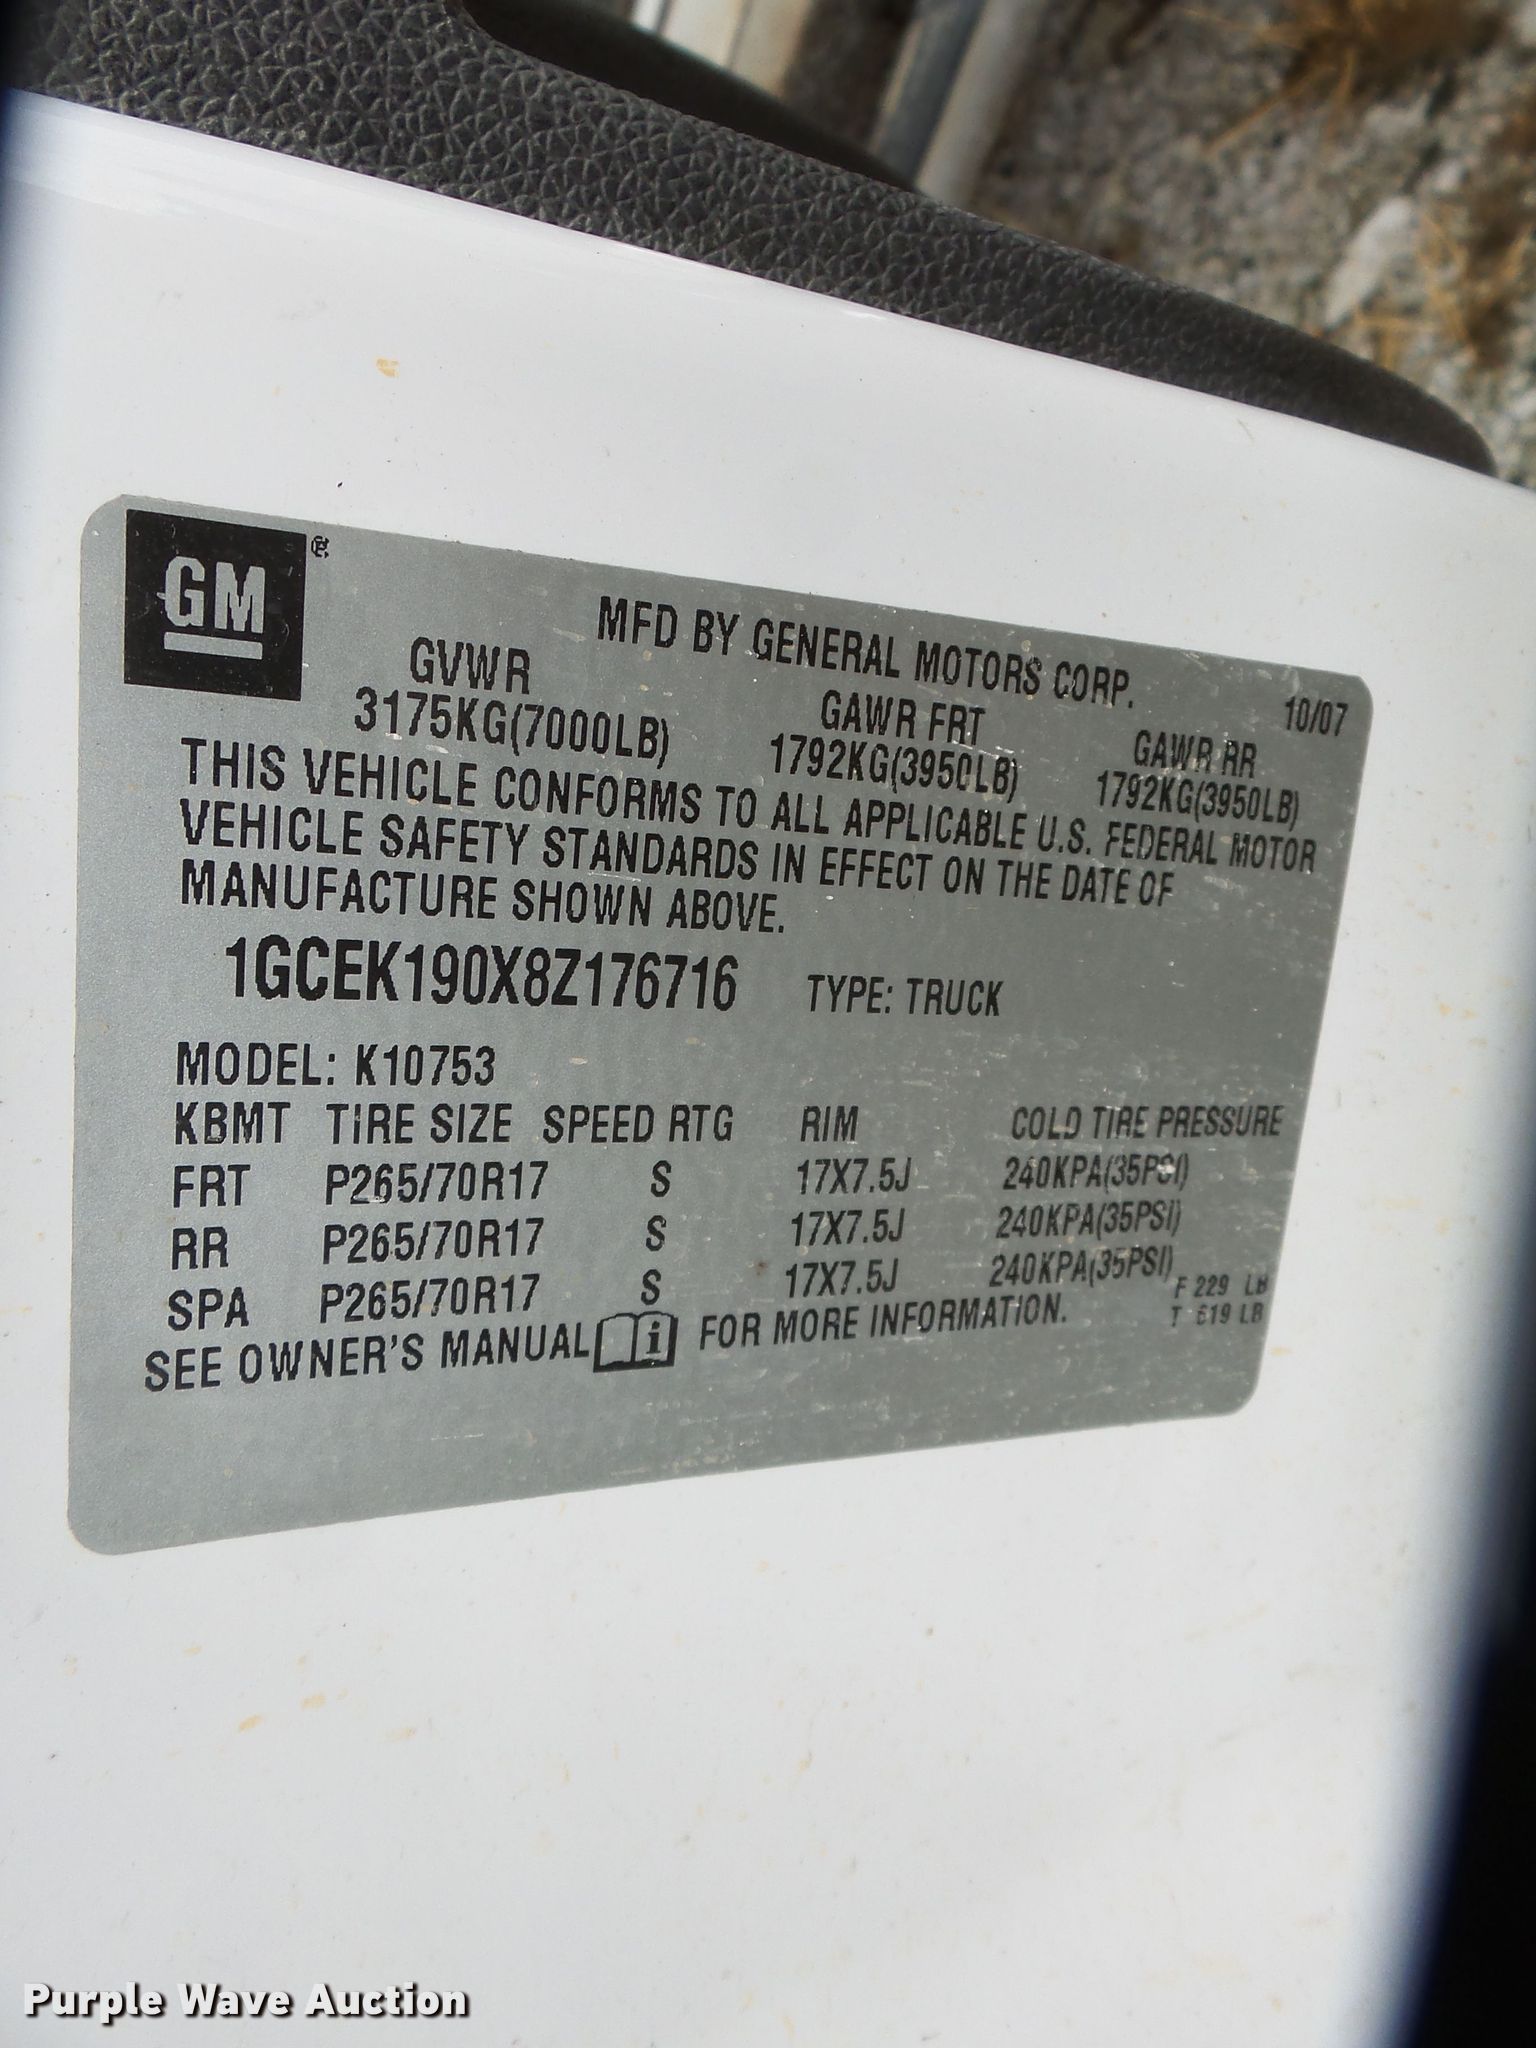 GM
MFD BY GENERAL MOTORS CORP.
10/07
GVWR GAWR FRT GAWR RR
3175KG(7000LB) 1792KG(3950LB) 1792KG(3950LB)
THIS VEHICLE CONFORMS TO ALL APPLICABLE U.S. FEDERAL MOTOR
VEHICLE SAFETY STANDARDS IN EFFECT ON THE DATE OF
MANUFACTURE SHOWN ABOVE.
1GCEK190X8Z176716 TYPE: TRUCK
MODEL: K10753
KBMT TIRE SIZE SPEED RTG RIM COLD TIRE PRESSURE
FRT P265/70R17 S 17X7.5J 240KPA(35PSI)
RR P265/70R17 S 17X7.5J 240KPA(35PSI)
SPA P265/70R17 S 17X7.5J 240KPA(35PSI)
F 229 LB
T 619 LB
SEE OWNER'S MANUAL i FOR MORE INFORMATION.
Purple Wave Auction